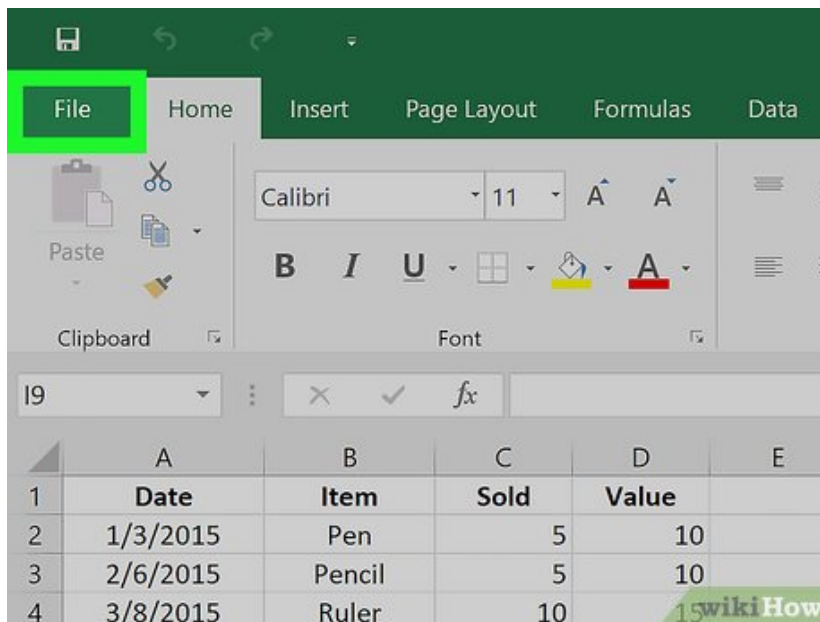 File Home Insert Page Layout Formulas Data
Calibri 11 A A
Paste
B I U A
Clipboard Font
I9 fx
A B C D E
1 Date Item Sold Value
2 1/3/2015 Pen 5 10
3 2/6/2015 Pencil 5 10
4 3/8/2015 Ruler 10 15
wikiHow